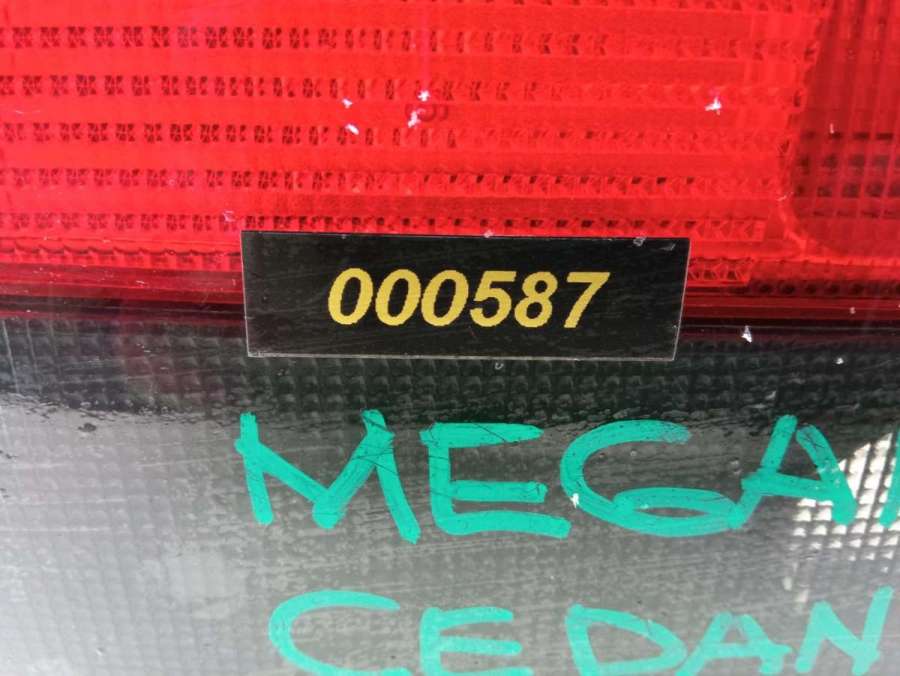 000587
MEGA
CEDAN